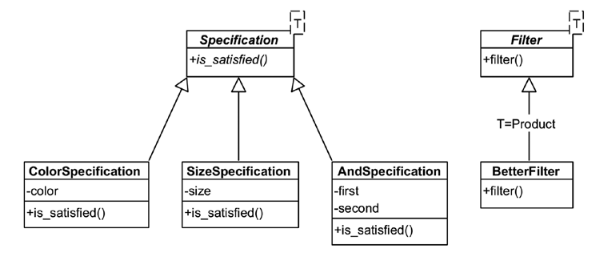 T
Specification
+is_satisfied()
T
Filter
+filter()
T=Product
ColorSpecification
-color
+is_satisfied()
SizeSpecification
-size
+is_satisfied()
AndSpecification
-first
-second
+is_satisfied()
BetterFilter
+filter()